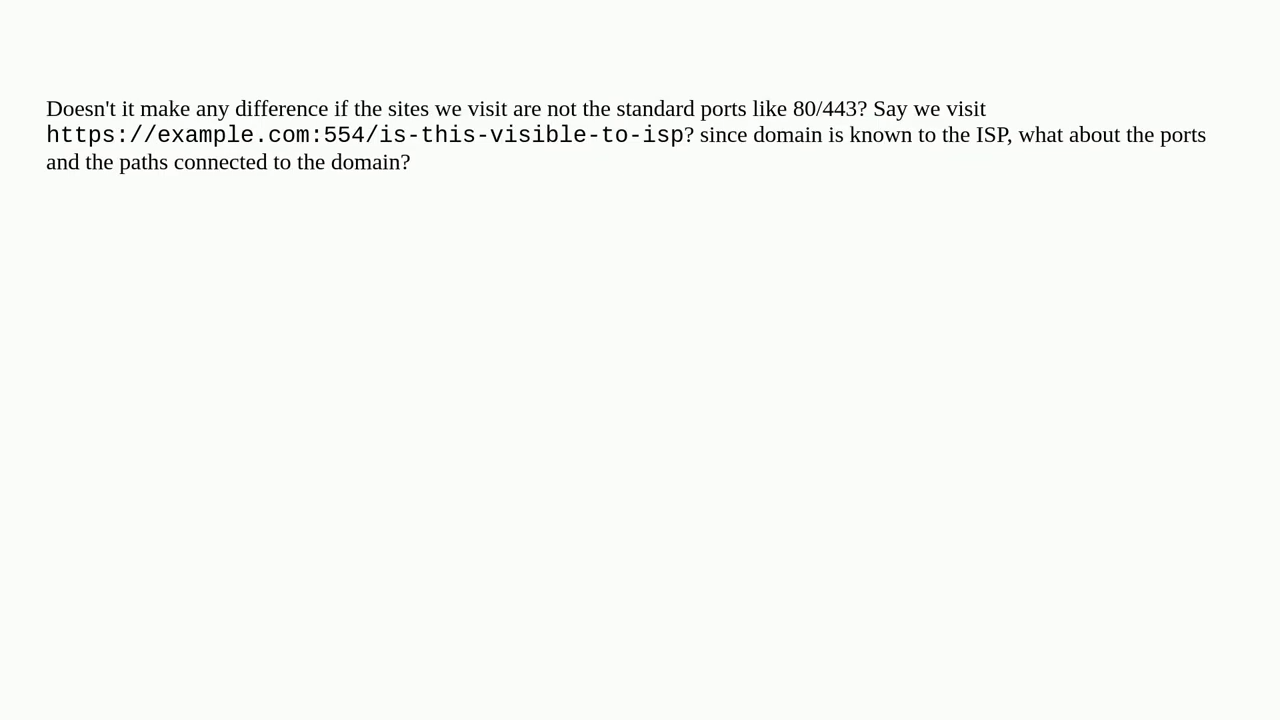 Doesn't it make any difference if the sites we visit are not the standard ports like 80/443? Say we visit
https://example.com:554/is-this-visible-to-isp? since domain is known to the ISP, what about the ports
and the paths connected to the domain?